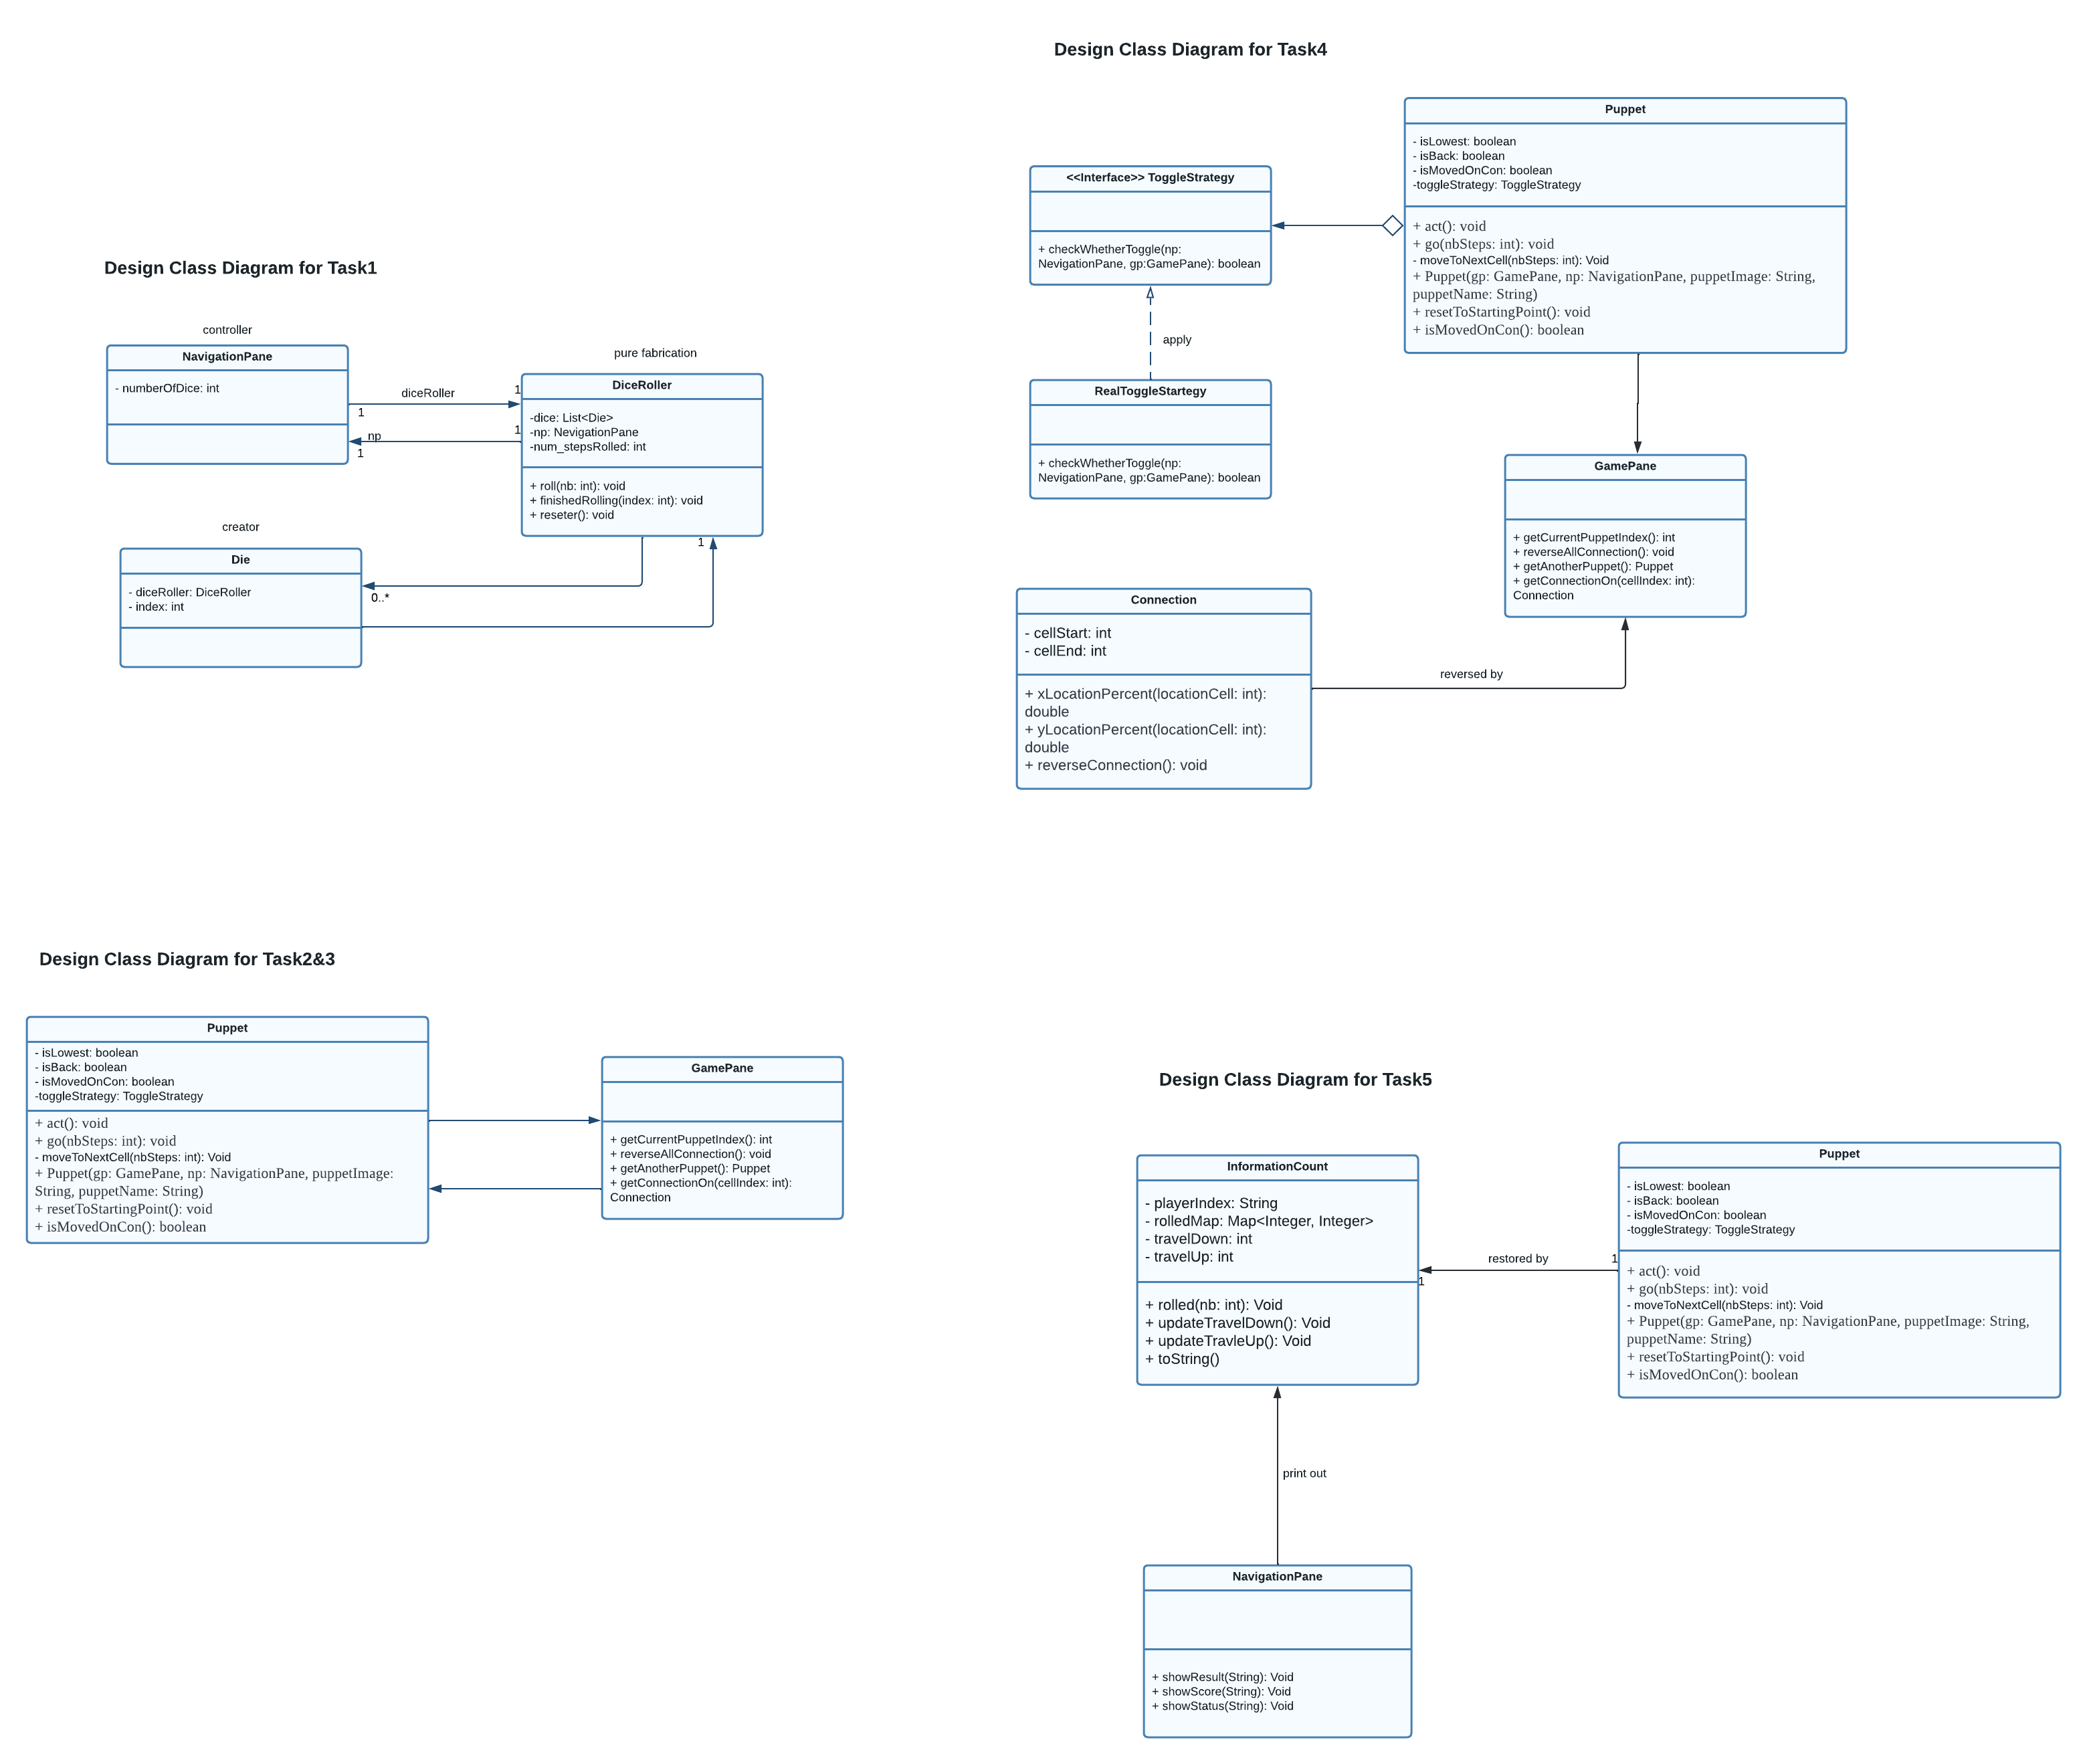 Design Class Diagram for Task4
Puppet
- isLowest: boolean
- isBack: boolean
- isMovedOnCon: boolean
-toggleStrategy: ToggleStrategy
+ act(): void
+ go(nbSteps: int): void
- moveToNextCell(nbSteps: int): Void
+ Puppet(gp: GamePane, np: NavigationPane, puppetImage: String,
puppetName: String)
+ resetToStartingPoint(): void
+ isMovedOnCon(): boolean
<<Interface>> ToggleStrategy
+ checkWhetherToggle(np:
NevigationPane, gp:GamePane): boolean
apply
RealToggleStartegy
+ checkWhetherToggle(np:
NevigationPane, gp:GamePane): boolean
GamePane
+ getCurrentPuppetIndex(): int
+ reverseAllConnection(): void
+ getAnotherPuppet(): Puppet
+ getConnectionOn(cellIndex: int):
Connection
Connection
- cellStart: int
- cellEnd: int
+ xLocationPercent(locationCell: int):
double
+ yLocationPercent(locationCell: int):
double
+ reverseConnection(): void
reversed by
Design Class Diagram for Task1
controller
NavigationPane
- numberOfDice: int
diceRoller
1
1
np
1
1
pure fabrication
DiceRoller
-dice: List<Die>
-np: NevigationPane
-num_stepsRolled: int
+ roll(nb: int): void
+ finishedRolling(index: int): void
+ reseter(): void
creator
Die
- diceRoller: DiceRoller
- index: int
0..*
1
Design Class Diagram for Task2&3
Puppet
- isLowest: boolean
- isBack: boolean
- isMovedOnCon: boolean
-toggleStrategy: ToggleStrategy
+ act(): void
+ go(nbSteps: int): void
- moveToNextCell(nbSteps: int): Void
+ Puppet(gp: GamePane, np: NavigationPane, puppetImage:
String, puppetName: String)
+ resetToStartingPoint(): void
+ isMovedOnCon(): boolean
GamePane
+ getCurrentPuppetIndex(): int
+ reverseAllConnection(): void
+ getAnotherPuppet(): Puppet
+ getConnectionOn(cellIndex: int):
Connection
Design Class Diagram for Task5
InformationCount
- playerIndex: String
- rolledMap: Map<Integer, Integer>
- travelDown: int
- travelUp: int
+ rolled(nb: int): Void
+ updateTravelDown(): Void
+ updateTravleUp(): Void
+ toString()
restored by
1
1
Puppet
- isLowest: boolean
- isBack: boolean
- isMovedOnCon: boolean
-toggleStrategy: ToggleStrategy
+ act(): void
+ go(nbSteps: int): void
- moveToNextCell(nbSteps: int): Void
+ Puppet(gp: GamePane, np: NavigationPane, puppetImage: String,
puppetName: String)
+ resetToStartingPoint(): void
+ isMovedOnCon(): boolean
print out
NavigationPane
+ showResult(String): Void
+ showScore(String): Void
+ showStatus(String): Void